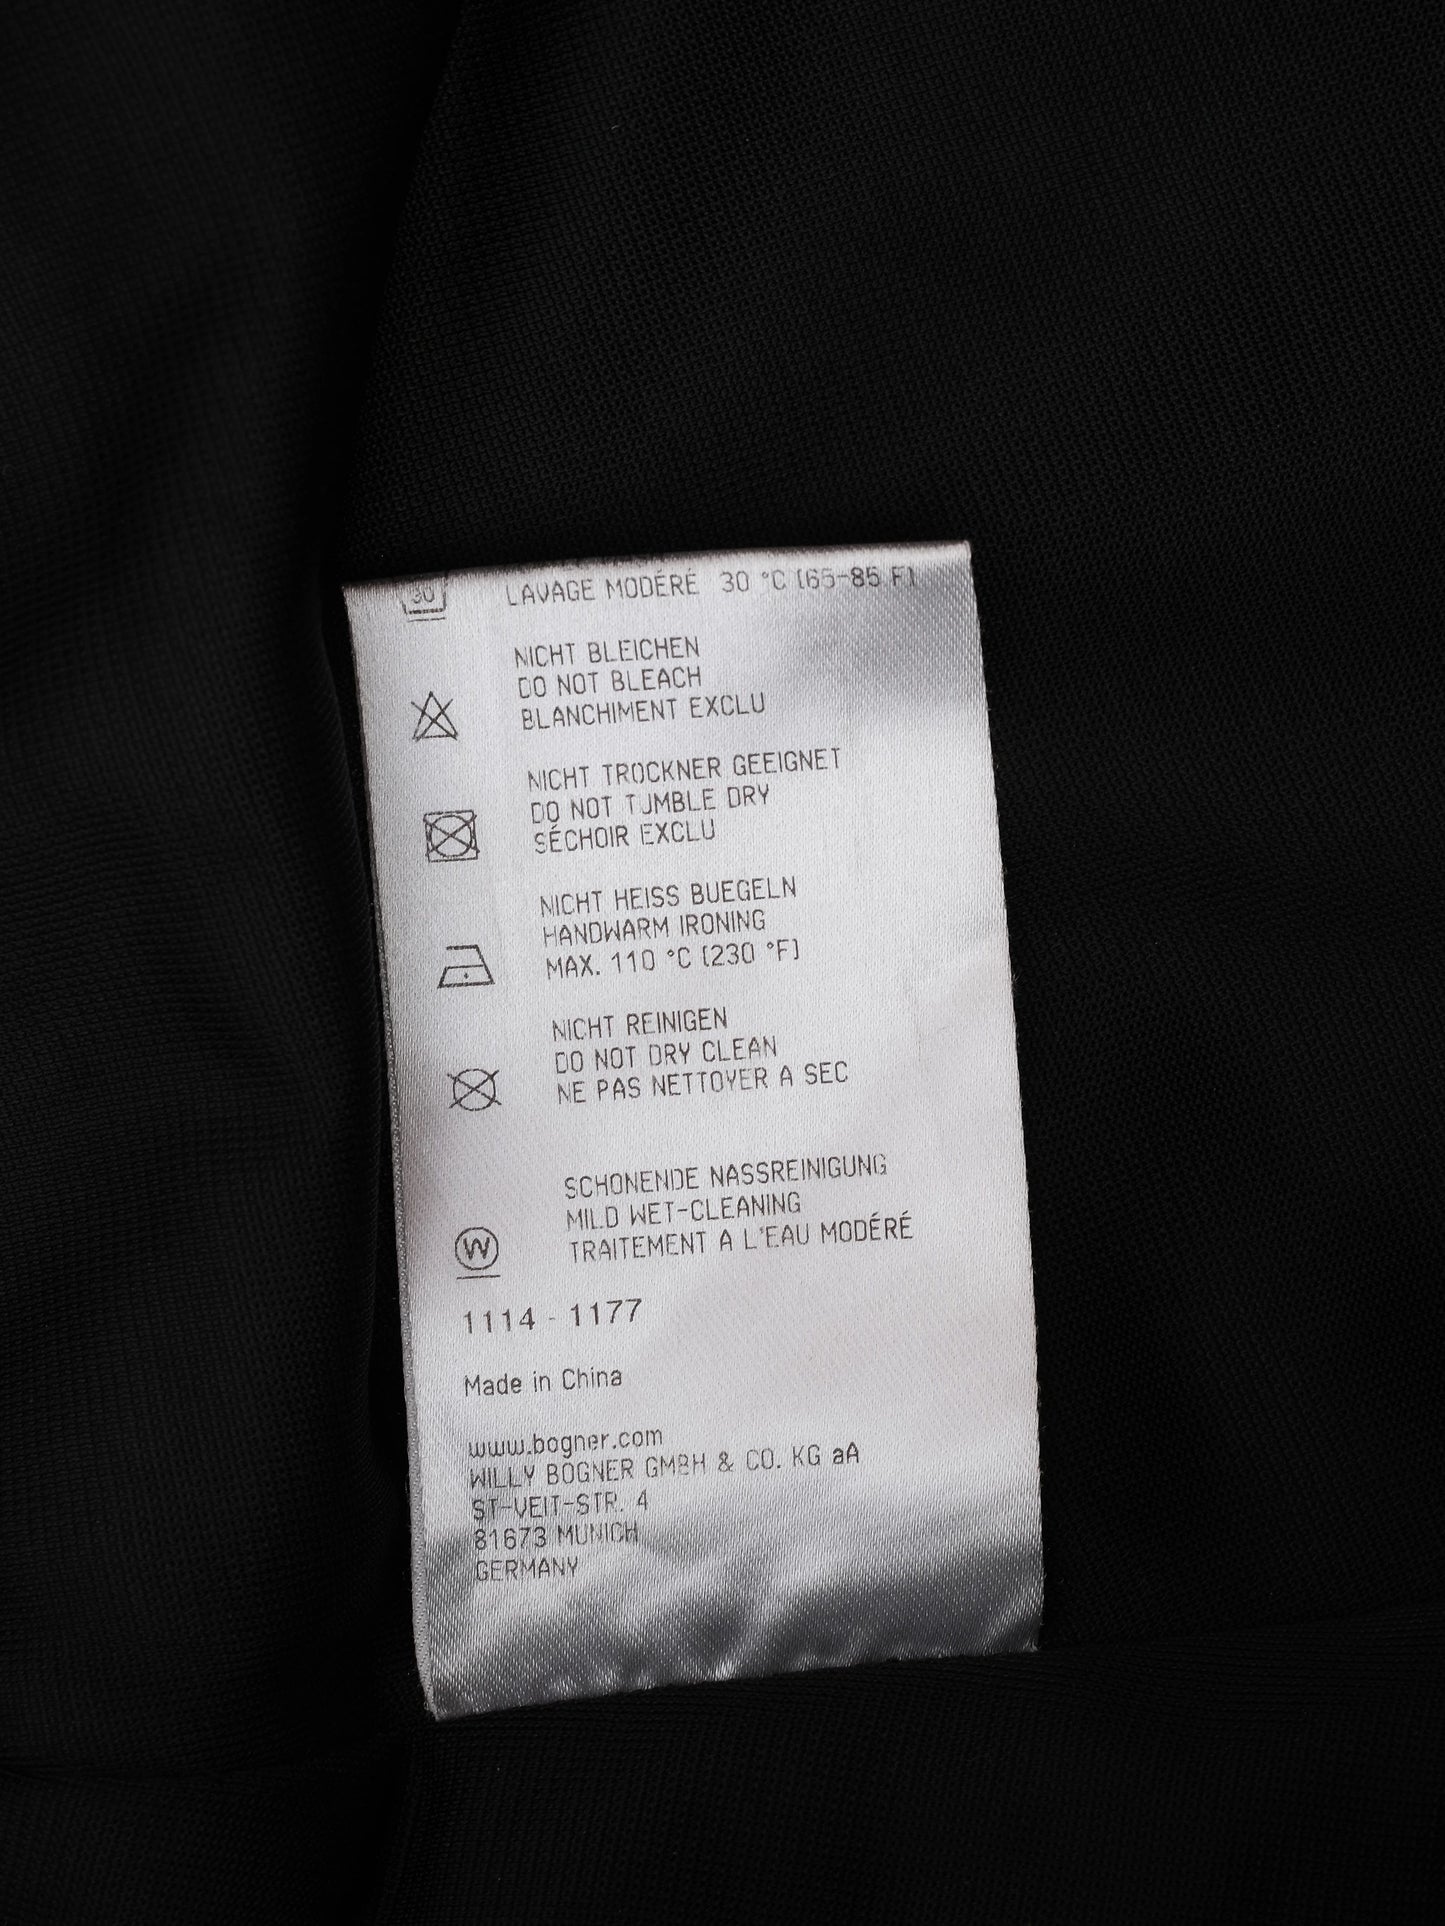 30 LAVAGE MODÉRÉ 30 °C (65-85 F)
NICHT BLEICHEN
DO NOT BLEACH
BLANCHIMENT EXCLU
NICHT TROCKNER GEEIGNET
DO NOT TUMBLE DRY
SÉCHOIR EXCLU
NICHT HEISS BUEGELN
HANDWARM IRONING
MAX. 110 °C (230 °F)
NICHT REINIGEN
DO NOT DRY CLEAN
NE PAS NETTOYER A SEC
SCHONENDE NASSREINIGUNG
MILD WET-CLEANING
TRAITEMENT A L'EAU MODÉRÉ
W
1114 - 1177
Made in China
www.bogner.com
WILLY BOGNER GMBH & CO. KG aA
ST-VEIT-STR. 4
81673 MUNICH
GERMANY